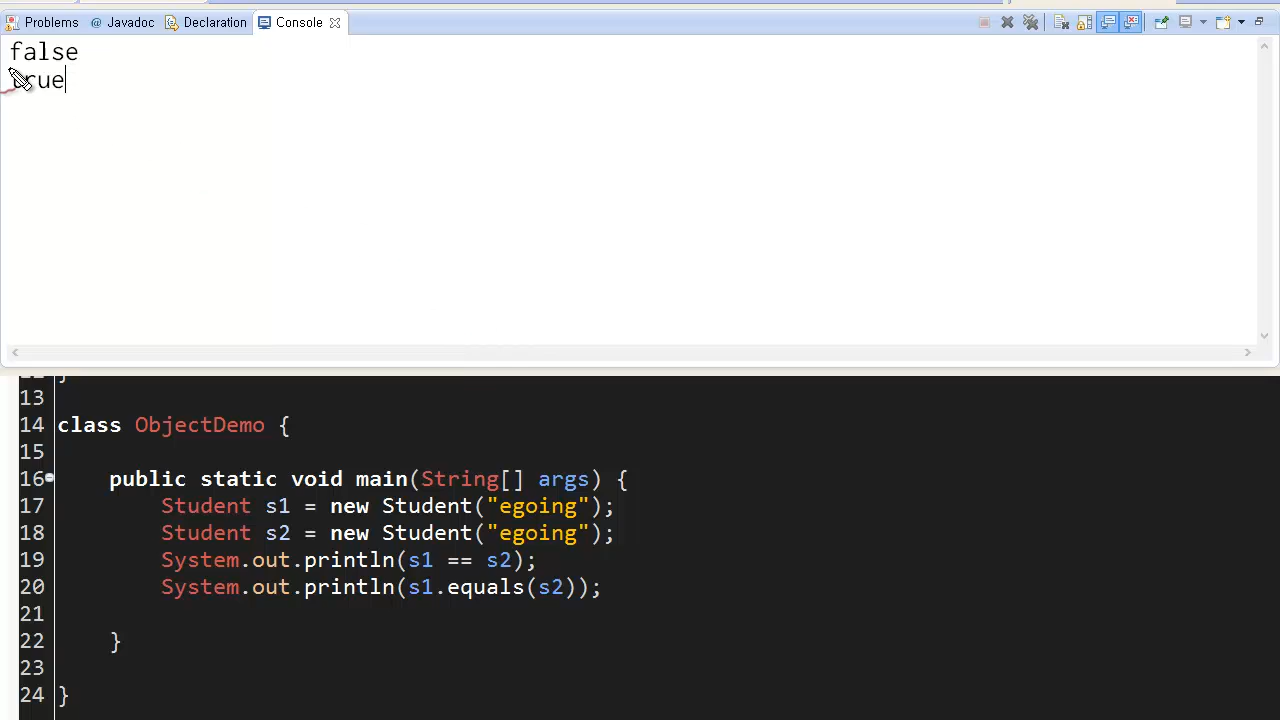 Problems @ Javadoc Declaration Console
false
true
13
14 class ObjectDemo {
15
16 public static void main(String[] args) {
17 Student s1 = new Student("egoing");
18 Student s2 = new Student("egoing");
19 System.out.println(s1 == s2);
20 System.out.println(s1.equals(s2));
21
22 }
23
24 }